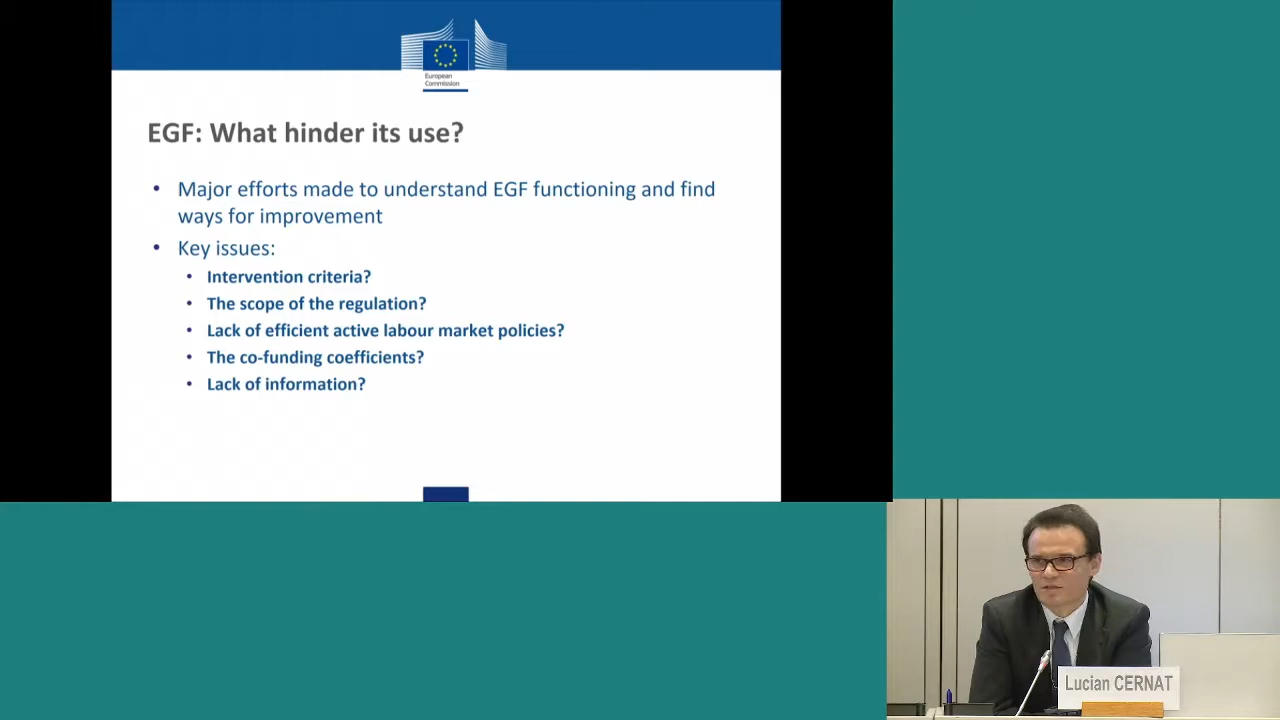 European
Commission
EGF: What hinder its use?
• Major efforts made to understand EGF functioning and find
ways for improvement
• Key issues:
• Intervention criteria?
• The scope of the regulation?
• Lack of efficient active labour market policies?
• The co-funding coefficients?
• Lack of information?
Lucian CERNAT